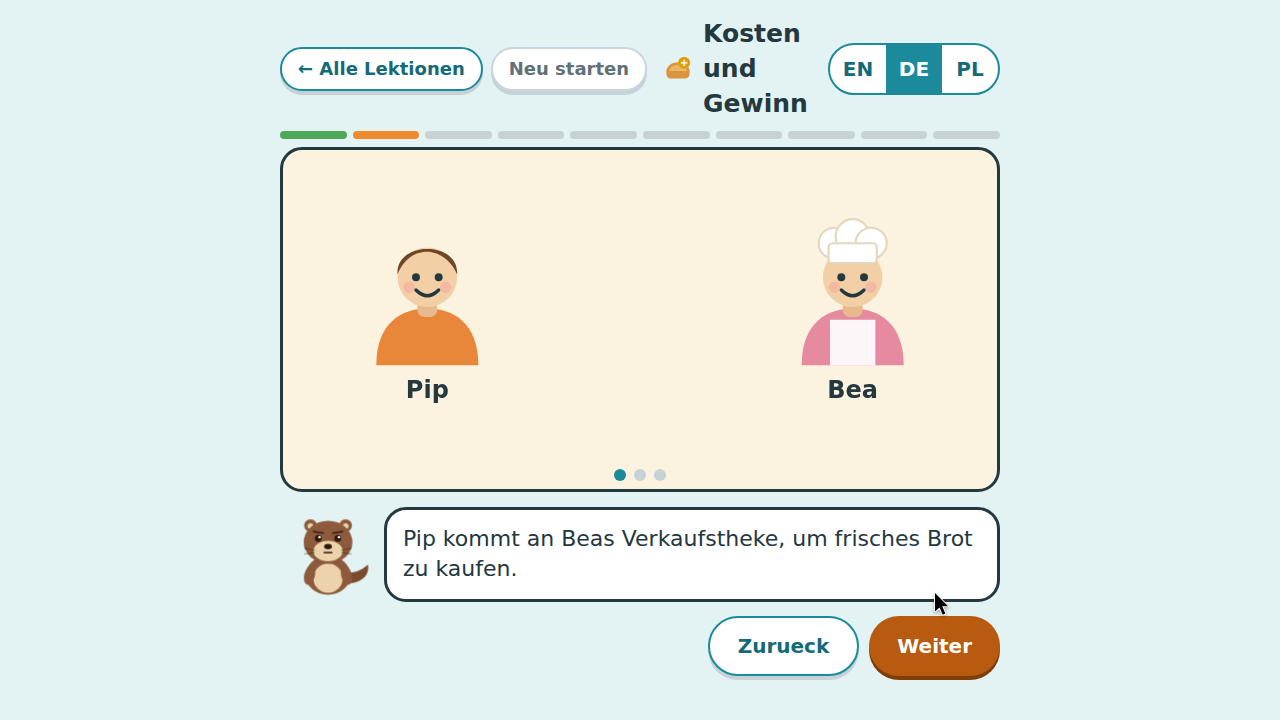 ← Alle Lektionen
Neu starten
Kosten
und
Gewinn
EN DE PL
Pip
Bea
Pip kommt an Beas Verkaufstheke, um frisches Brot
zu kaufen.
Zurueck
Weiter